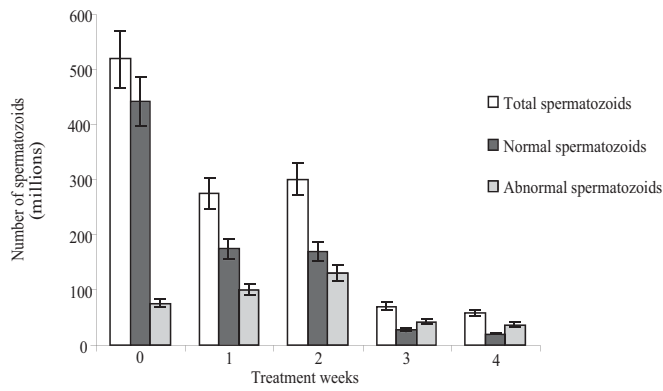 600
500
400
300
200
100
0
Number of spermatozoids
(millions)
0 1 2 3 4
Treatment weeks
Total spermatozoids
Normal spermatozoids
Abnormal spermatozoids